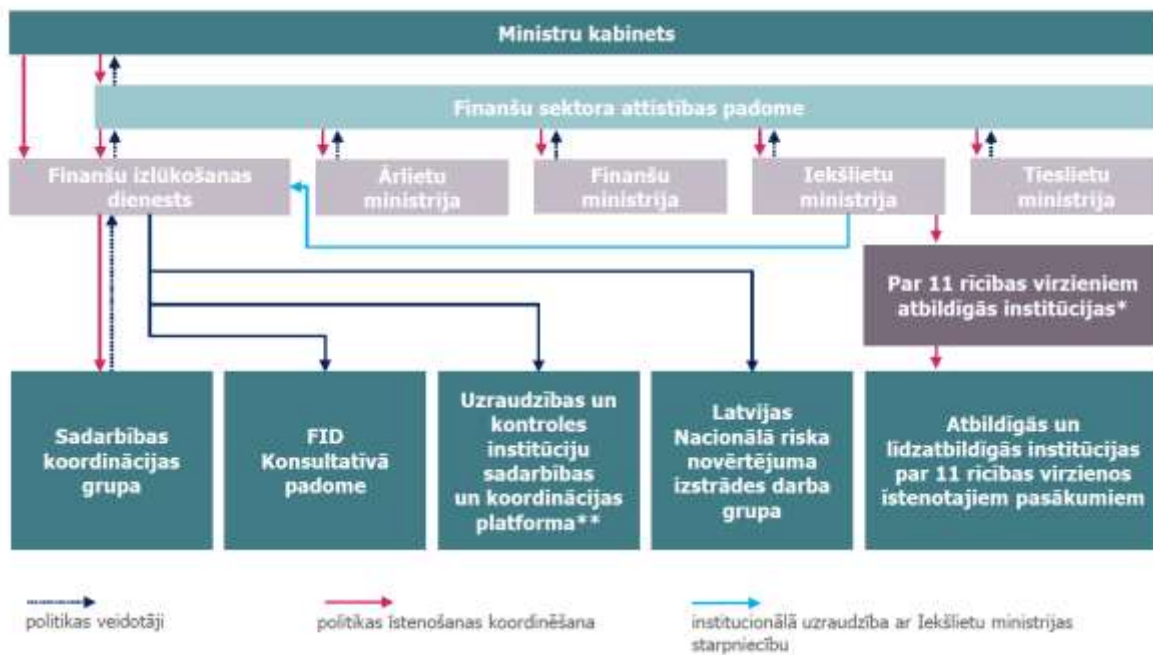 Ministru kabinets
Finanšu sektora attīstības padome
Finanšu izlūkošanas
dienests
Ārlietu
ministrija
Finanšu
ministrija
Iekšlietu
ministrija
Tieslietu
ministrija
Par 11 rīcības virzieniem
atbildīgās institūcijas*
Sadarbības
koordinācijas
grupa
FID
Konsultatīvā
padome
Uzraudzības un
kontroles
institūciju
sadarbības
un koordinācijas
platforma**
Latvijas
Nacionālā riska
novērtējuma
izstrādes darba
grupa
Atbildīgās un
līdzatbildīgās institūcijas
par 11 rīcības virzienos
īstenotajiem pasākumiem
politikas veidotāji
politikas īstenošanas koordinēšana
institucionālā uzraudzība ar Iekšlietu ministrijas
starpniecību